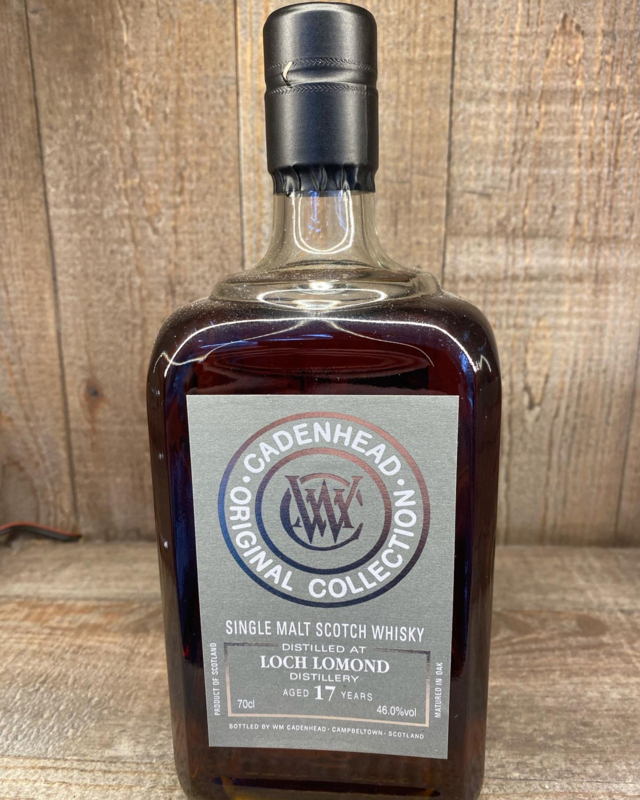 • CADENHEAD •
ORIGINAL COLLECTION
WC
SINGLE MALT SCOTCH WHISKY
DISTILLED AT
LOCH LOMOND
DISTILLERY
AGED 17 YEARS
70cl
46.0%vol
PRODUCT OF SCOTLAND
MATURED IN OAK
BOTTLED BY WM CADENHEAD · CAMPBELTOWN · SCOTLAND